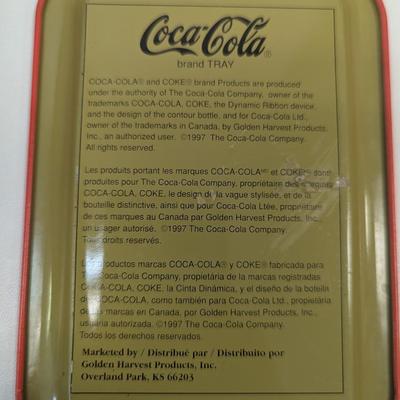 Coca-Cola®
brand TRAY
COCA-COLA® and COKE® brand Products are produced
under the authority of The Coca-Cola Company, owner of the
trademarks COCA-COLA, COKE, the Dynamic Ribbon device,
and the design of the contour bottle, and for Coca-Cola Ltd.,
owner of the trademarks in Canada, by Golden Harvest Products,
Inc., an authorized user. ©1997 The Coca-Cola Company.
All rights reserved.
Les produits portant les marques COCA-COLA et COKE sont
produites pour The Coca-Cola Company, propriétaire des marques
COCA-COLA, COKE, le design de la vague stylisée, et de la
bouteille distinctive, ainsi que pour Coca-Cola Ltée, propriétaire
de ces marques au Canada par Golden Harvest Products, Inc.,
un usager autorisé. ©1997 The Coca-Cola Company.
Tous droits reservés.
Los productos marcas COCA-COLA® y COKE® fabricada para
The Coca-Cola Company, propietária de la marcas registradas
COCA-COLA, COKE, la Cinta Dinámica, y el diseño de la botella
de COCA-COLA, como también para Coca-Cola Ltd., propietária
de las marcas en Canada, por Golden Harvest Products, Inc.,
usuaria autorizada. ©1997 The Coca-Cola Company.
Todos los derechos reservados.
Marketed by / Distribué par / Distribuito por
Golden Harvest Products, Inc.
Overland Park, KS 66203